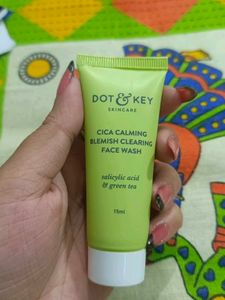 DOT & KEY
SKINCARE
CICA CALMING
BLEMISH CLEARING
FACE WASH
salicylic acid
& green tea
15ml